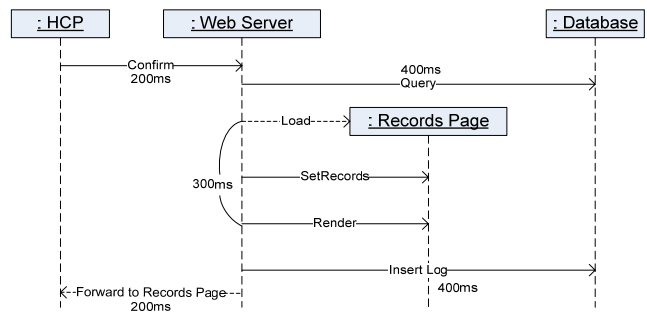 : HCP
: Web Server
: Database
Confirm
200ms
400ms
Query
Load
: Records Page
300ms
SetRecords
Render
Insert Log
400ms
Forward to Records Page
200ms